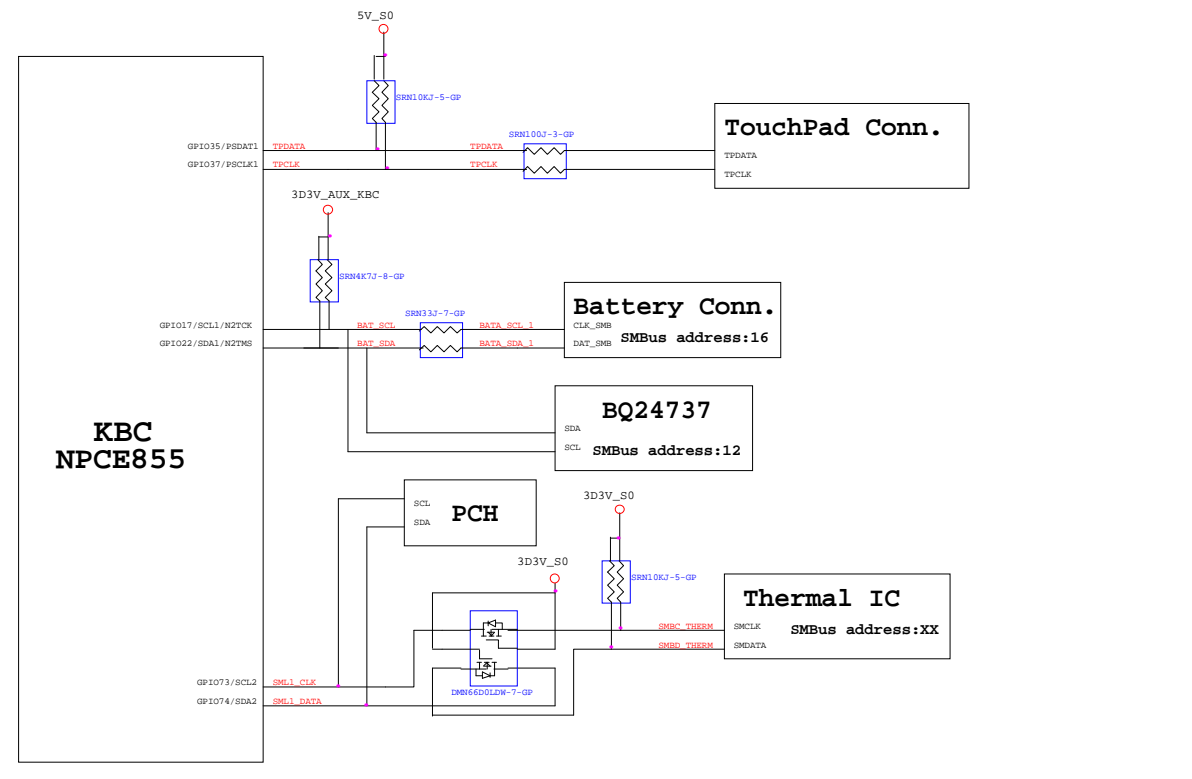 5V_S0
SRN10KJ-5-GP
TouchPad Conn.
SRN100J-3-GP
GPIO35/PSDAT1 TPDATA TPDATA TPDATA
GPIO37/PSCLK1 TPCLK TPCLK TPCLK
3D3V_AUX_KBC
SRN4K7J-8-GP
Battery Conn.
SRN33J-7-GP
GPIO17/SCL1/N2TCK BAT_SCL BATA_SCL_1 CLK_SMB
SMBus address:16
GPIO22/SDA1/N2TMS BAT_SDA BATA_SDA_1 DAT_SMB
BQ24737
SDA
SCL SMBus address:12
KBC
NPCE855
3D3V_S0
SCL
PCH
SDA
3D3V_S0
SRN10KJ-5-GP
Thermal IC
SMBC_THERM SMCLK
SMBus address:XX
SMBD_THERM SMDATA
GPIO73/SCL2 SML1_CLK
DMN66D0LDW-7-GP
GPIO74/SDA2 SML1_DATA